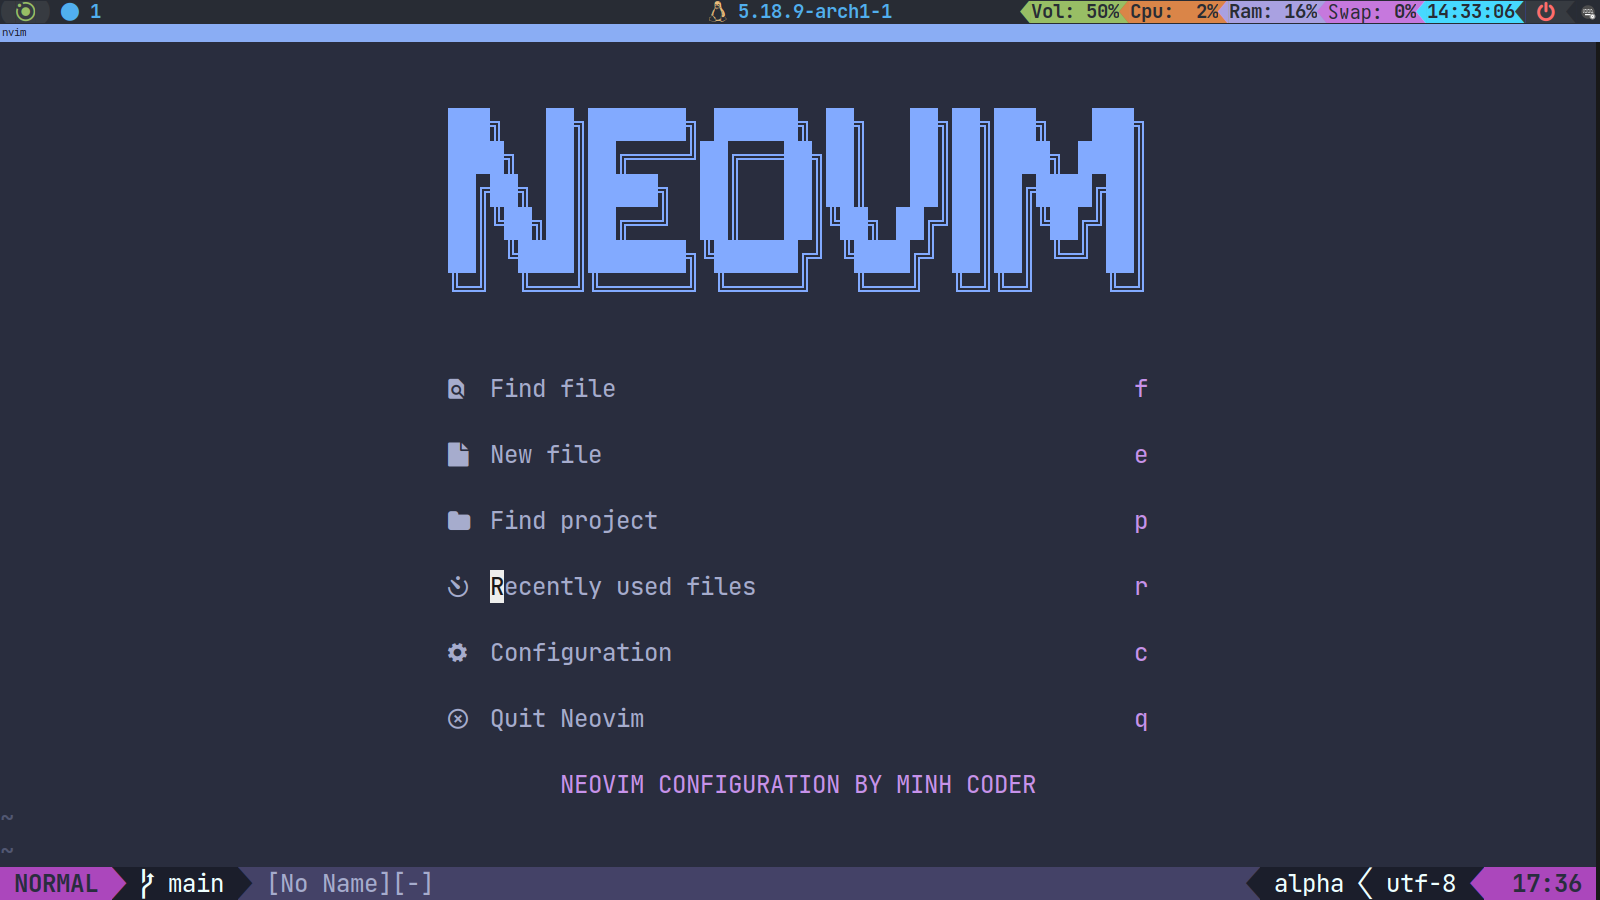 1 5.18.9-arch1-1 Vol: 50% Cpu: 2% Ram: 16% Swap: 0% 14:33:06
nvim
NEOVIM
Find file f
New file e
Find project p
Recently used files r
Configuration c
Quit Neovim q
NEOVIM CONFIGURATION BY MINH CODER
~
~
NORMAL main [No Name][-] alpha utf-8 17:36